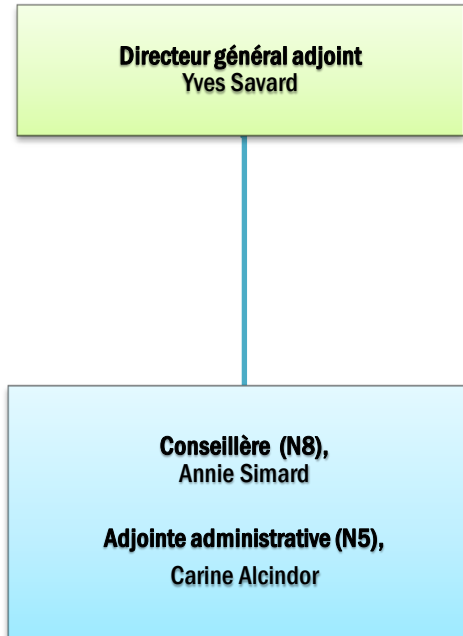 Directeur général adjoint
Yves Savard
Conseillère (N8),
Annie Simard
Adjointe administrative (N5),
Carine Alcindor